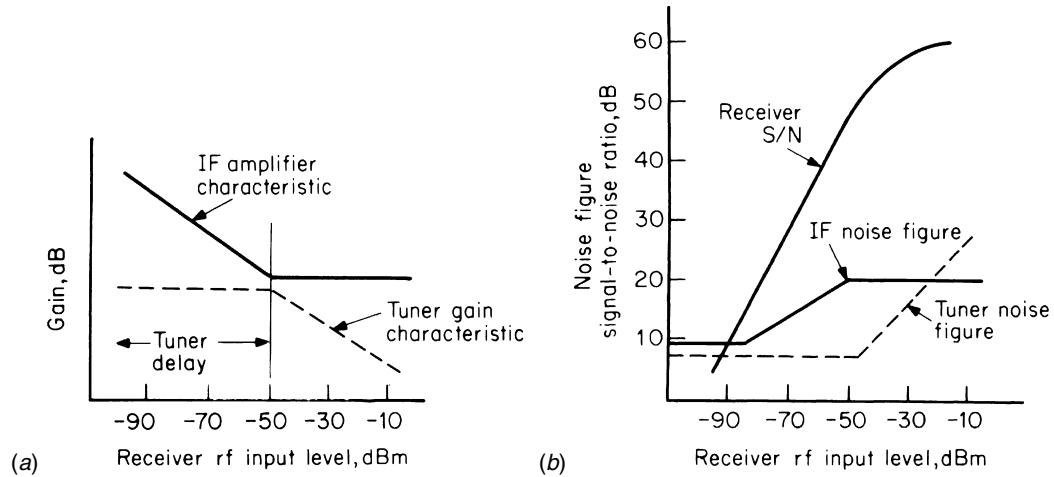 IF amplifier
characteristic
Gain, dB
Tuner gain
characteristic
Tuner
delay
-90 -70 -50 -30 -10
Receiver rf input level, dBm
(a)
Noise figure
signal-to-noise ratio, dB
60
50
40
30
20
10
Receiver
S/N
IF noise figure
Tuner noise
figure
-90 -70 -50 -30 -10
Receiver rf input level, dBm
(b)